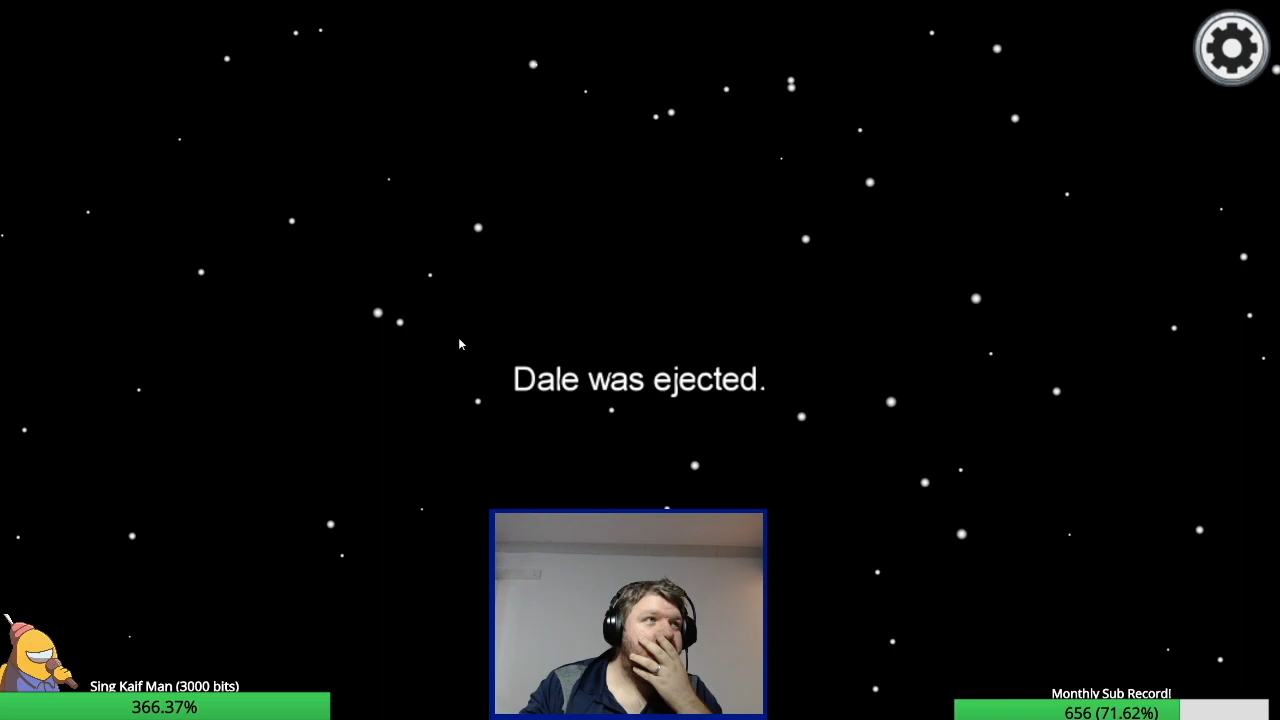 Dale was ejected.
Sing Kaif Man (3000 bits)
366.37%
Monthly Sub Record!
656 (71.62%)